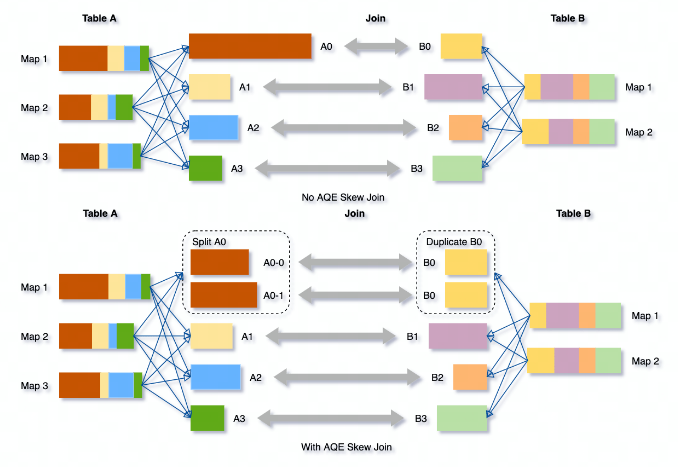 Table A
Join
Table B
Map 1
A0
B0
A1
B1
Map 1
Map 2
A2
B2
Map 2
Map 3
A3
B3
No AQE Skew Join
Table A
Join
Table B
Split A0
Duplicate B0
A0-0
B0
Map 1
A0-1
B0
Map 1
Map 2
A1
B1
Map 2
Map 3
A2
B2
A3
B3
With AQE Skew Join